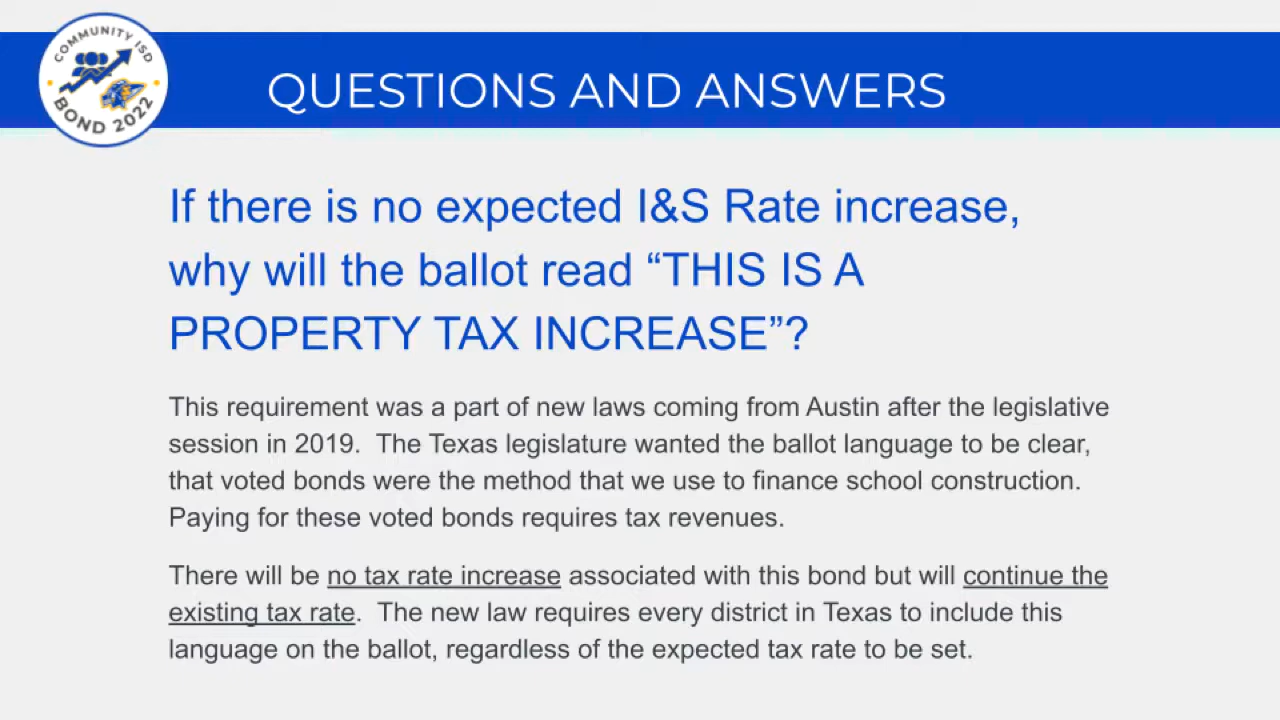 COMMUNITY ISD
BOND 2022
QUESTIONS AND ANSWERS
If there is no expected I&S Rate increase,
why will the ballot read “THIS IS A
PROPERTY TAX INCREASE”?
This requirement was a part of new laws coming from Austin after the legislative
session in 2019.  The Texas legislature wanted the ballot language to be clear,
that voted bonds were the method that we use to finance school construction.
Paying for these voted bonds requires tax revenues.
There will be no tax rate increase associated with this bond but will continue the
existing tax rate.  The new law requires every district in Texas to include this
language on the ballot, regardless of the expected tax rate to be set.